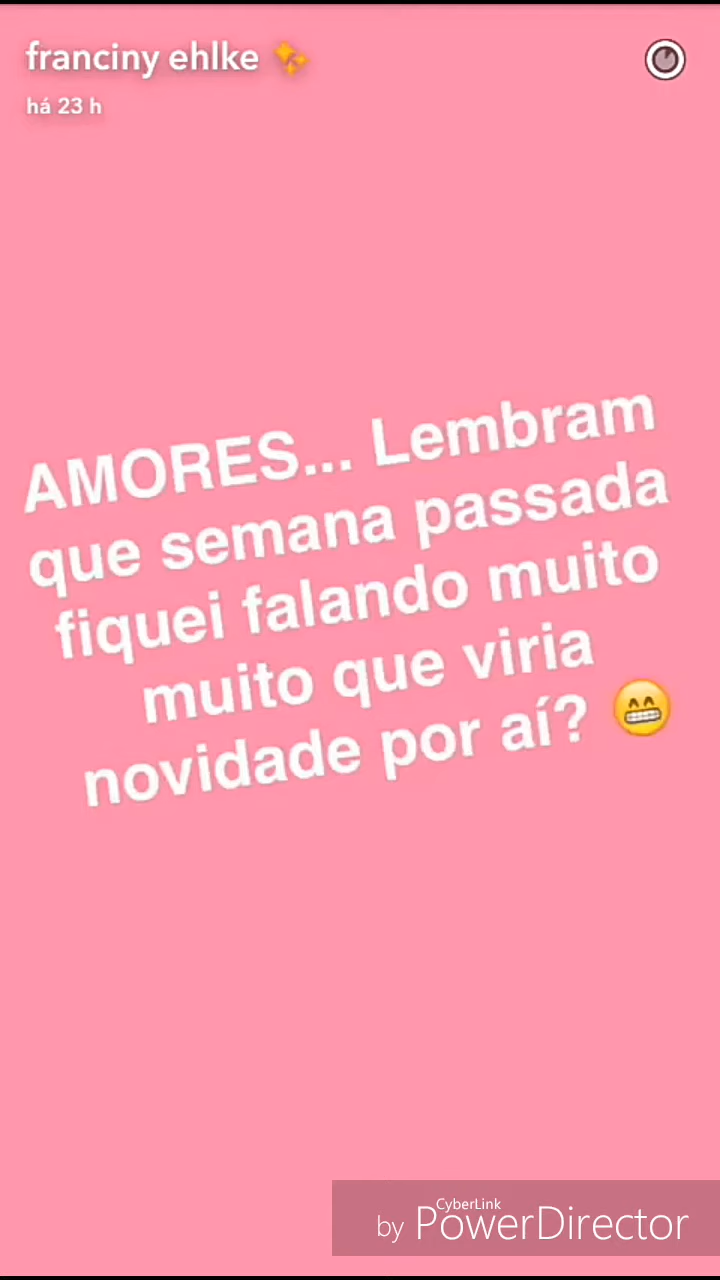 franciny ehlke ✨
há 23 h
AMORES... Lembram
que semana passada
fiquei falando muito
muito que viria
novidade por aí? 😁
CyberLink
by PowerDirector